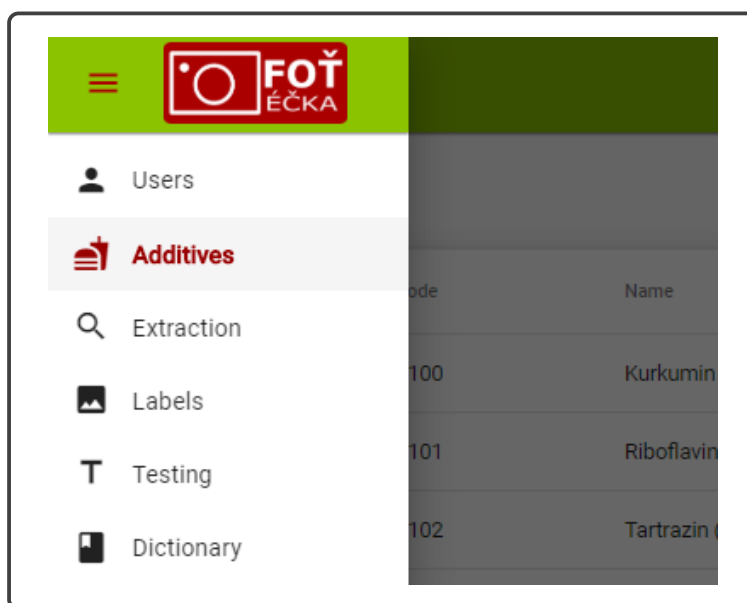 FOŤ
ÉČKA
Users
Additives
Extraction
Labels
Testing
Dictionary
ode Name
100 Kurkumin
101 Riboflavin
102 Tartrazin (